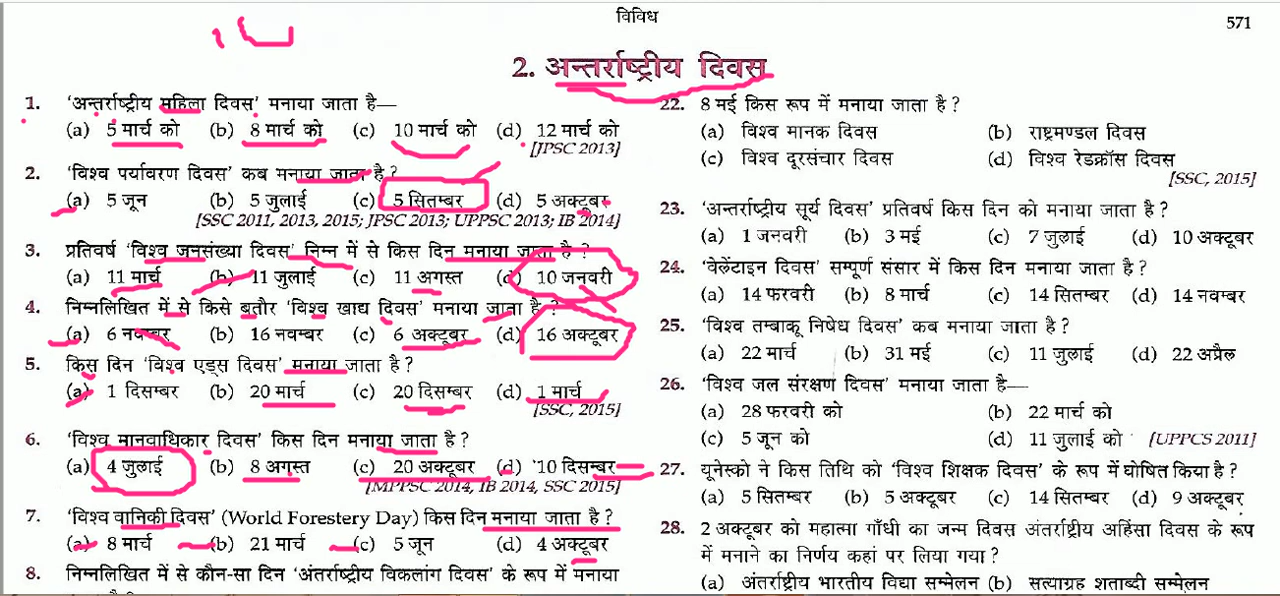 विविध
571
2. अन्तर्राष्ट्रीय दिवस
1. 'अन्तर्राष्ट्रीय महिला दिवस' मनाया जाता है—
(a) 5 मार्च को (b) 8 मार्च को (c) 10 मार्च को (d) 12 मार्च को
[JPSC 2013]
2. 'विश्व पर्यावरण दिवस' कब मनाया जाता है?
(a) 5 जून (b) 5 जुलाई (c) 5 सितम्बर (d) 5 अक्टूबर
[SSC 2011, 2013, 2015; JPSC 2013; UPPSC 2013; IB 2014]
3. प्रतिवर्ष 'विश्व जनसंख्या दिवस' निम्न में से किस दिन मनाया जाता है ?
(a) 11 मार्च (b) 11 जुलाई (c) 11 अगस्त (d) 10 जनवरी
4. निम्नलिखित में से किसे बतौर 'विश्व खाद्य दिवस' मनाया जाता है ?
(a) 6 नवम्बर (b) 16 नवम्बर (c) 6 अक्टूबर (d) 16 अक्टूबर
5. किस दिन 'विश्व एड्स दिवस' मनाया जाता है ?
(a) 1 दिसम्बर (b) 20 मार्च (c) 20 दिसम्बर (d) 1 मार्च
[SSC, 2015]
6. 'विश्व मानवाधिकार दिवस' किस दिन मनाया जाता है ?
(a) 4 जुलाई (b) 8 अगस्त (c) 20 अक्टूबर (d) 10 दिसम्बर
[MPPSC 2014, IB 2014, SSC 2015]
7. 'विश्व वानिकी दिवस' (World Forestery Day) किस दिन मनाया जाता है ?
(a) 8 मार्च (b) 21 मार्च (c) 5 जून (d) 4 अक्टूबर
8. निम्नलिखित में से कौन-सा दिन 'अंतर्राष्ट्रीय विकलांग दिवस' के रूप में मनाया
22. 8 मई किस रूप में मनाया जाता है ?
(a) विश्व मानक दिवस (b) राष्ट्रमण्डल दिवस
(c) विश्व दूरसंचार दिवस (d) विश्व रेडक्रॉस दिवस
[SSC, 2015]
23. 'अन्तर्राष्ट्रीय सूर्य दिवस' प्रतिवर्ष किस दिन को मनाया जाता है ?
(a) 1 जनवरी (b) 3 मई (c) 7 जुलाई (d) 10 अक्टूबर
24. 'वेलेंटाइन दिवस' सम्पूर्ण संसार में किस दिन मनाया जाता है ?
(a) 14 फरवरी (b) 8 मार्च (c) 14 सितम्बर (d) 14 नवम्बर
25. 'विश्व तम्बाकू निषेध दिवस' कब मनाया जाता है ?
(a) 22 मार्च (b) 31 मई (c) 11 जुलाई (d) 22 अप्रैल
26. 'विश्व जल संरक्षण दिवस' मनाया जाता है—
(a) 28 फरवरी को (b) 22 मार्च को
(c) 5 जून को (d) 11 जुलाई को [UPPCS 2011]
27. यूनेस्को ने किस तिथि को 'विश्व शिक्षक दिवस' के रूप में घोषित किया है ?
(a) 5 सितम्बर (b) 5 अक्टूबर (c) 14 सितम्बर (d) 9 अक्टूबर
28. 2 अक्टूबर को महात्मा गाँधी का जन्म दिवस अंतर्राष्ट्रीय अहिंसा दिवस के रूप
में मनाने का निर्णय कहां पर लिया गया ?
(a) अंतर्राष्ट्रीय भारतीय विद्या सम्मेलन (b) सत्याग्रह शताब्दी सम्मेलन